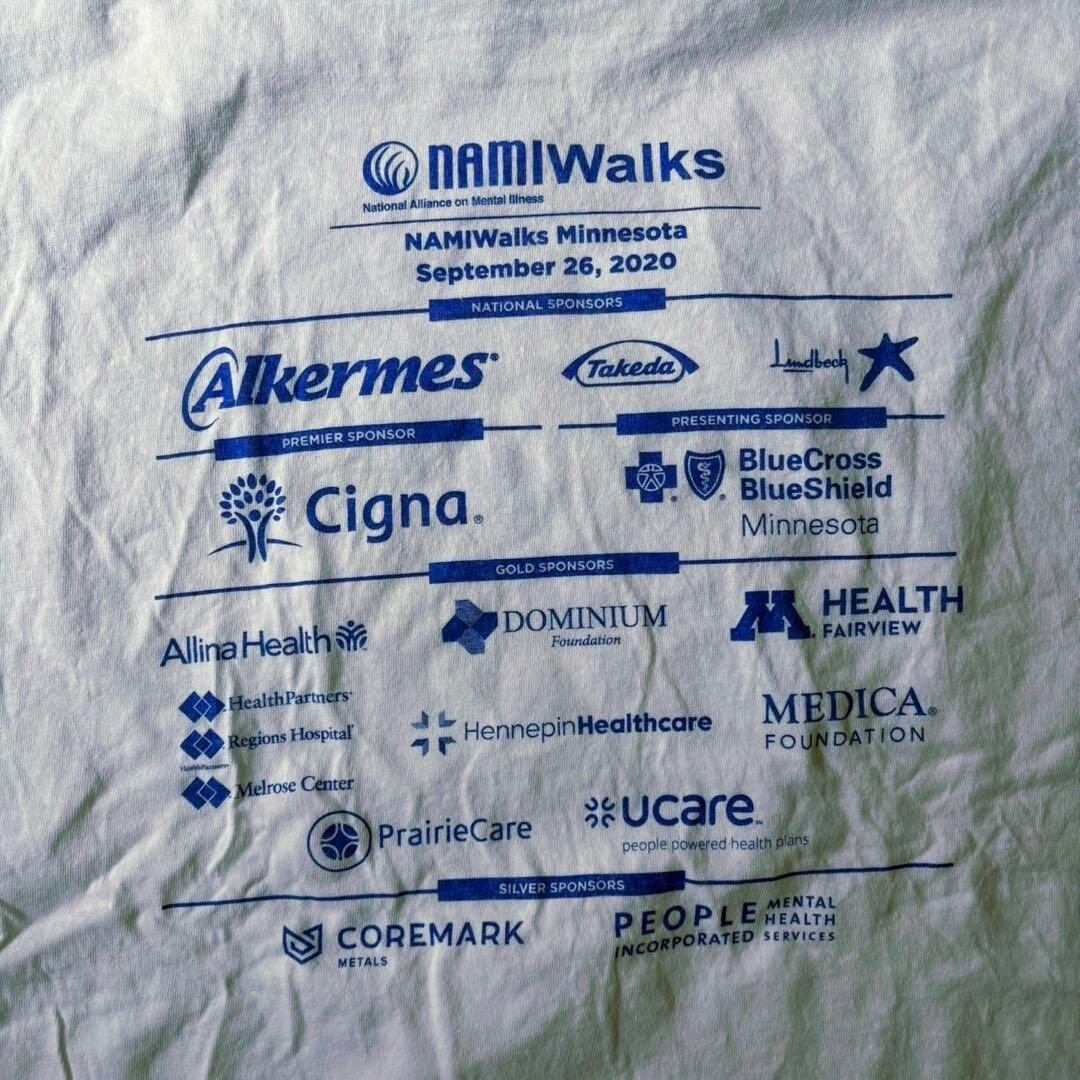 NAMIWalks
National Alliance on Mental Illness
NAMIWalks Minnesota
September 26, 2020
NATIONAL SPONSORS
Alkermes®
Takeda
Lundbeck
PREMIER SPONSOR
PRESENTING SPONSOR
Cigna®
BlueCross
BlueShield
Minnesota
GOLD SPONSORS
Allina Health
DOMINIUM
Foundation
M HEALTH
FAIRVIEW
HealthPartners®
Regions Hospital®
HealthPartners®
Melrose Center
HennepinHealthcare
MEDICA®
FOUNDATION
PrairieCare
ucare℠
people powered health plans
SILVER SPONSORS
COREMARK
METALS
PEOPLE
INCORPORATED
MENTAL
HEALTH
SERVICES